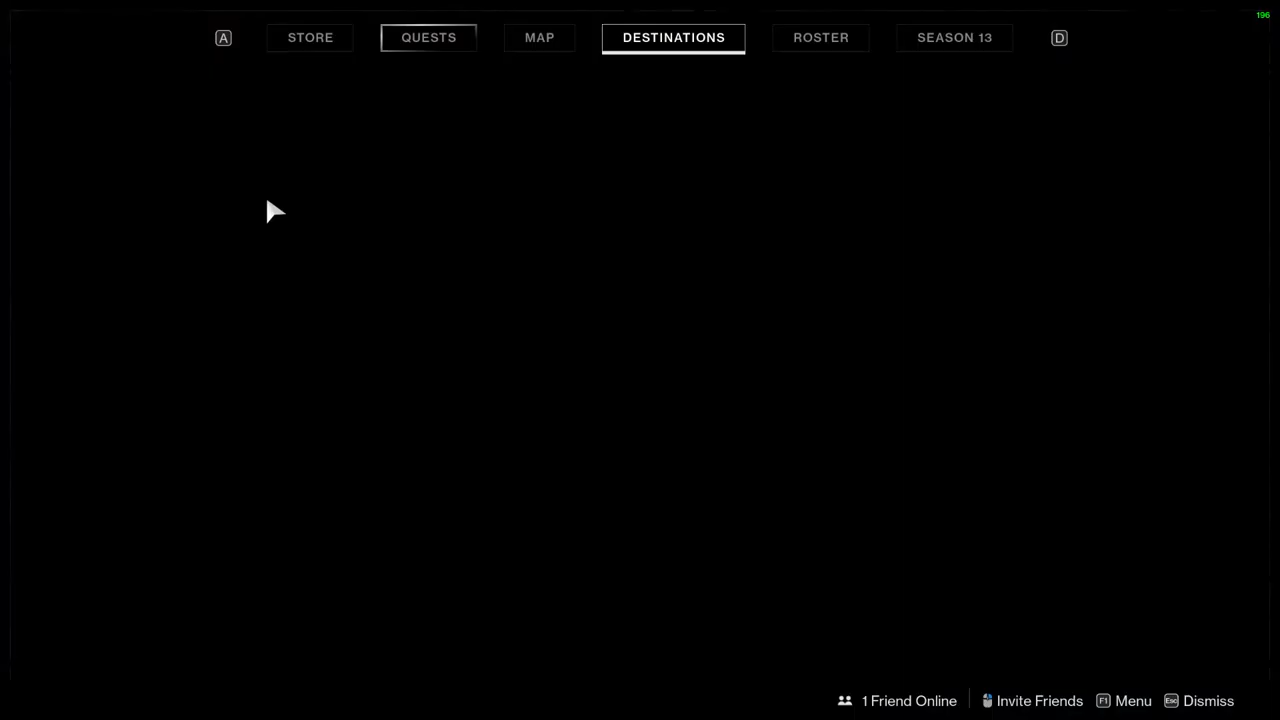 196
A STORE QUESTS MAP DESTINATIONS ROSTER SEASON 13 D
1 Friend Online Invite Friends F1 Menu Esc Dismiss